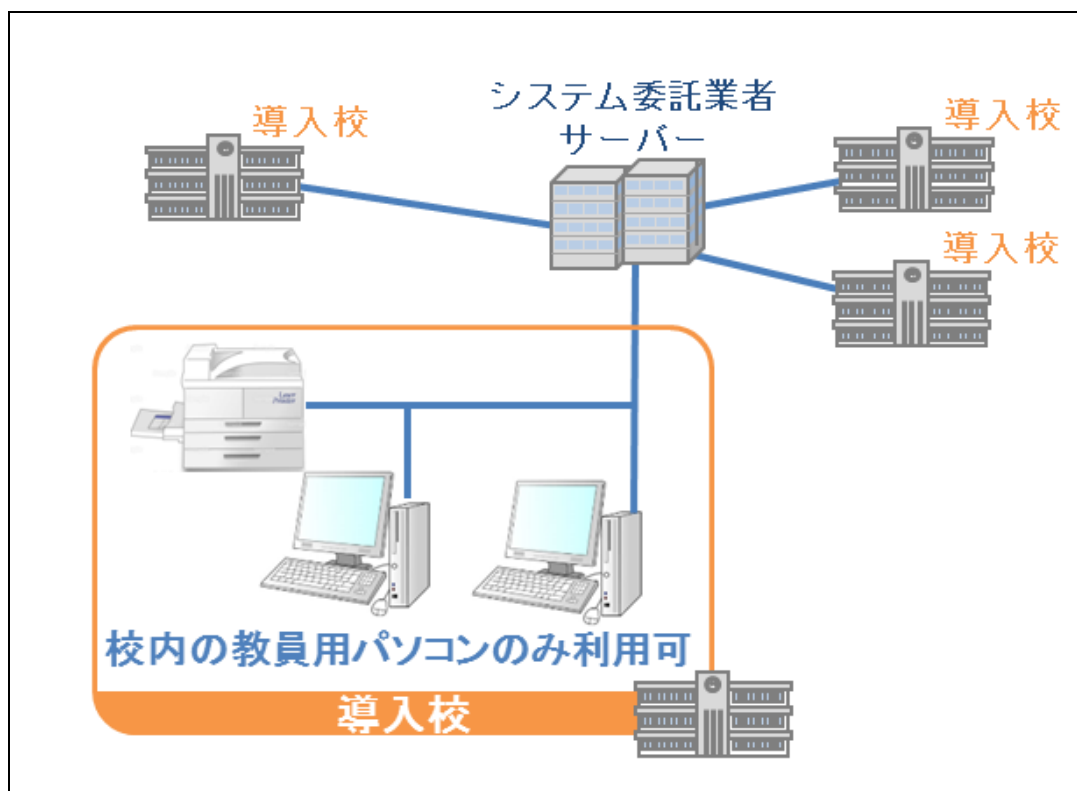 システム委託業者
サーバー
導入校
導入校
導入校
Laser
Printer
校内の教員用パソコンのみ利用可
導入校